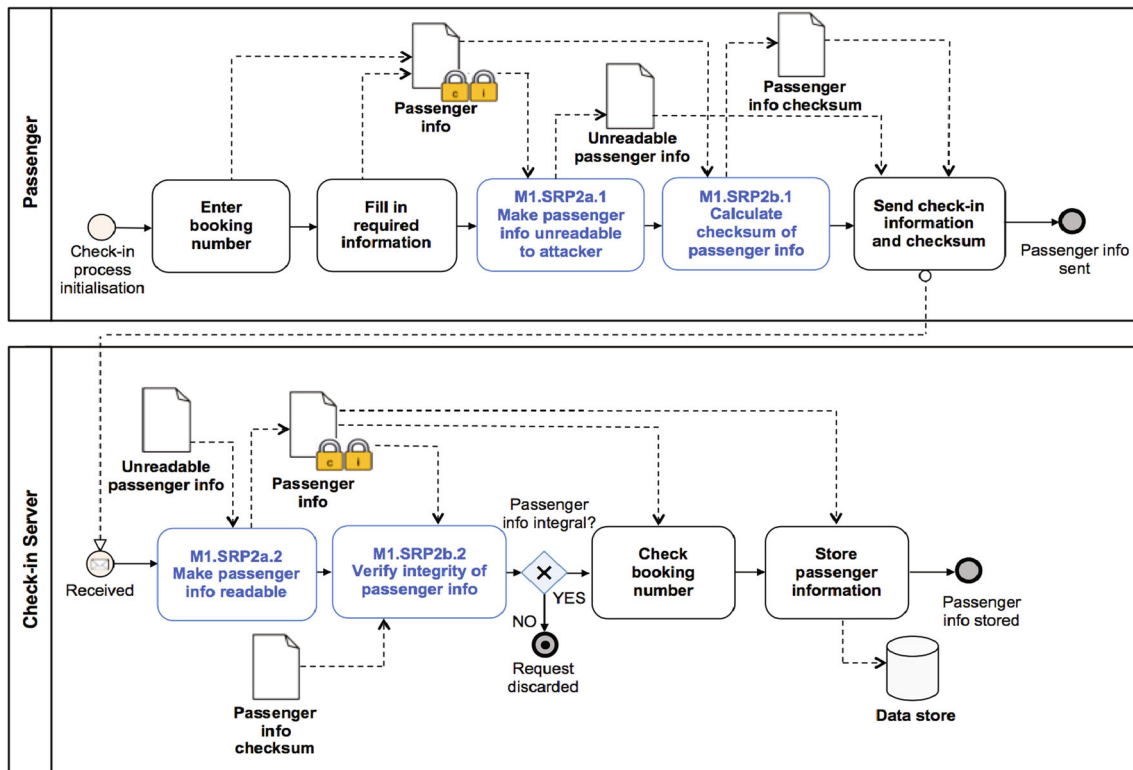 Passenger
c
i
Passenger
info
Unreadable
passenger info
Passenger
info checksum
Check-in
process
initialisation
Enter
booking
number
Fill in
required
information
M1.SRP2a.1
Make passenger
info unreadable
to attacker
M1.SRP2b.1
Calculate
checksum of
passenger info
Send check-in
information
and checksum
Passenger info
sent
Check-in Server
Unreadable
passenger info
c
i
Passenger
info
Received
M1.SRP2a.2
Make passenger
info readable
M1.SRP2b.2
Verify integrity of
passenger info
Passenger
info integral?
YES
NO
Request
discarded
Check
booking
number
Store
passenger
information
Passenger
info stored
Passenger
info
checksum
Data store